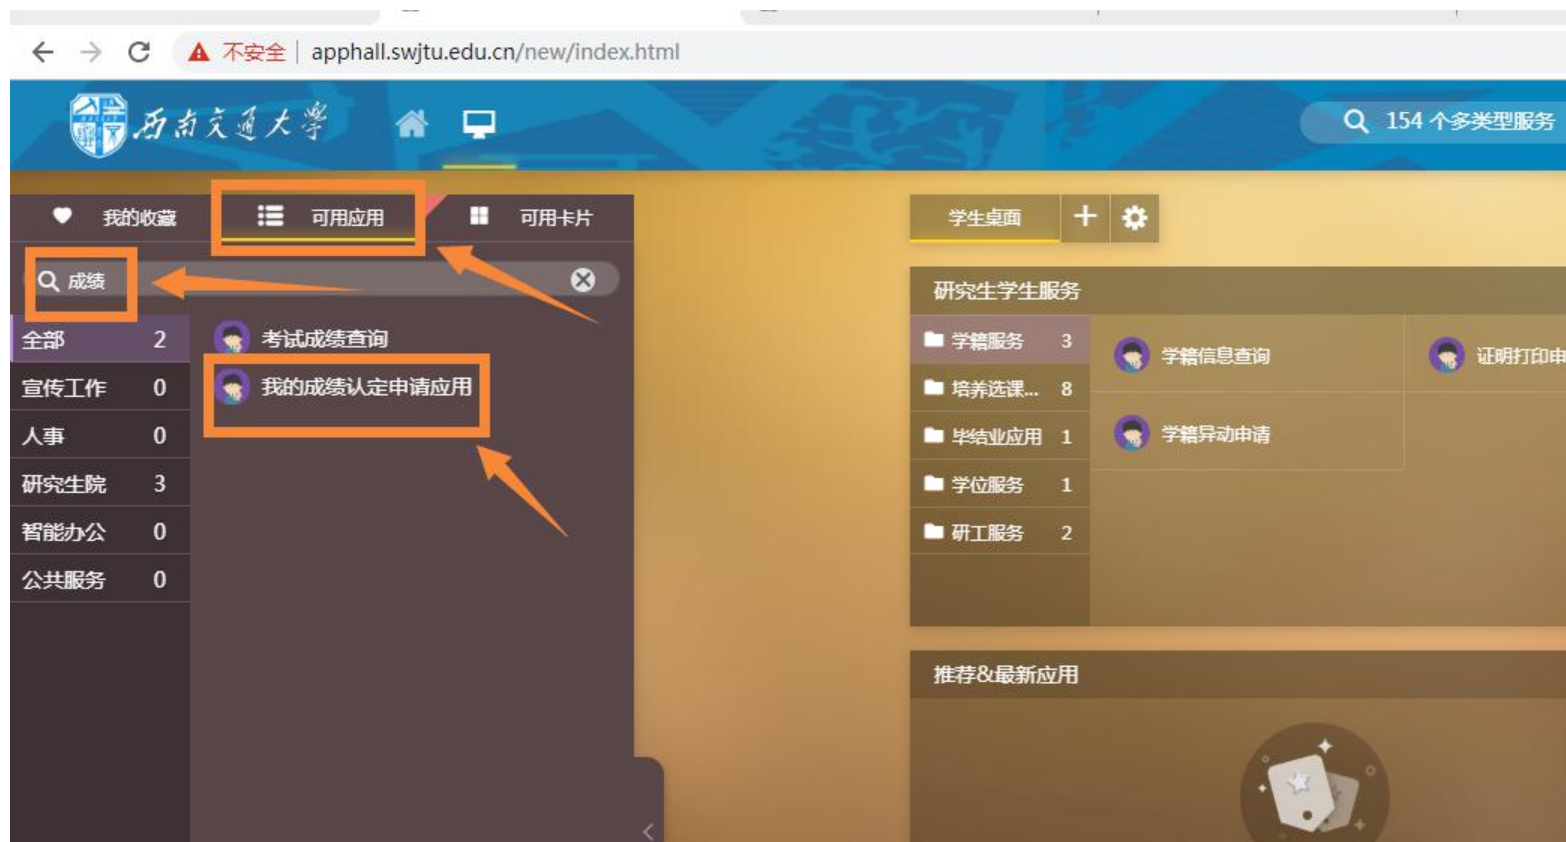 不安全 | apphall.swjtu.edu.cn/new/index.html
西南交通大学
154 个多类型服务
我的收藏
可用应用
可用卡片
成绩
全部 2
宣传工作 0
人事 0
研究生院 3
智能办公 0
公共服务 0
考试成绩查询
我的成绩认定申请应用
学生桌面
研究生学生服务
学籍服务 3
培养选课... 8
毕结业应用 1
学位服务 1
研工服务 2
学籍信息查询
证明打印申
学籍异动申请
推荐&最新应用